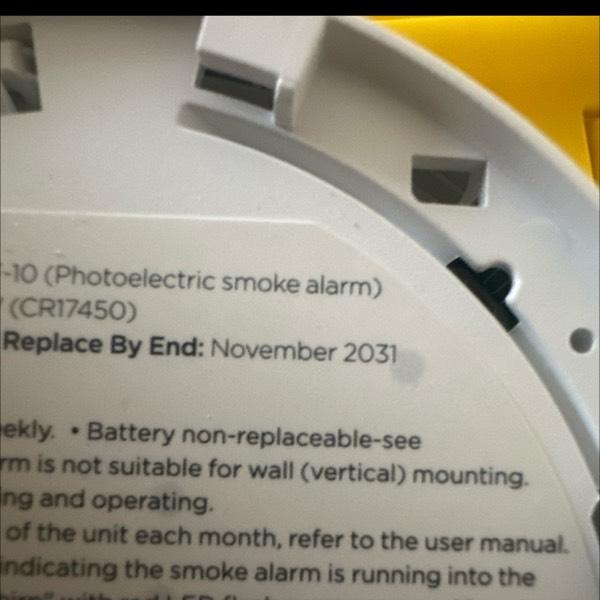 -10 (Photoelectric smoke alarm)
(CR17450)
Replace By End: November 2031
ekly. • Battery non-replaceable-see
rm is not suitable for wall (vertical) mounting.
ing and operating.
of the unit each month, refer to the user manual.
indicating the smoke alarm is running into the